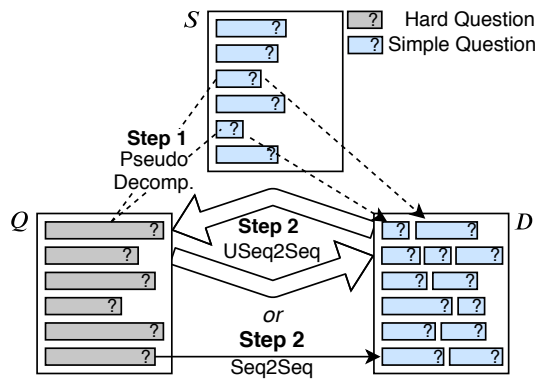 S
? Hard Question
? Simple Question
?
?
?
?
?
?
Step 1
Pseudo
Decomp.
Q
D
Step 2
USeq2Seq
?
?
?
?
?
?
? ?
? ? ?
? ?
? ?
? ?
? ?
or
Step 2
Seq2Seq